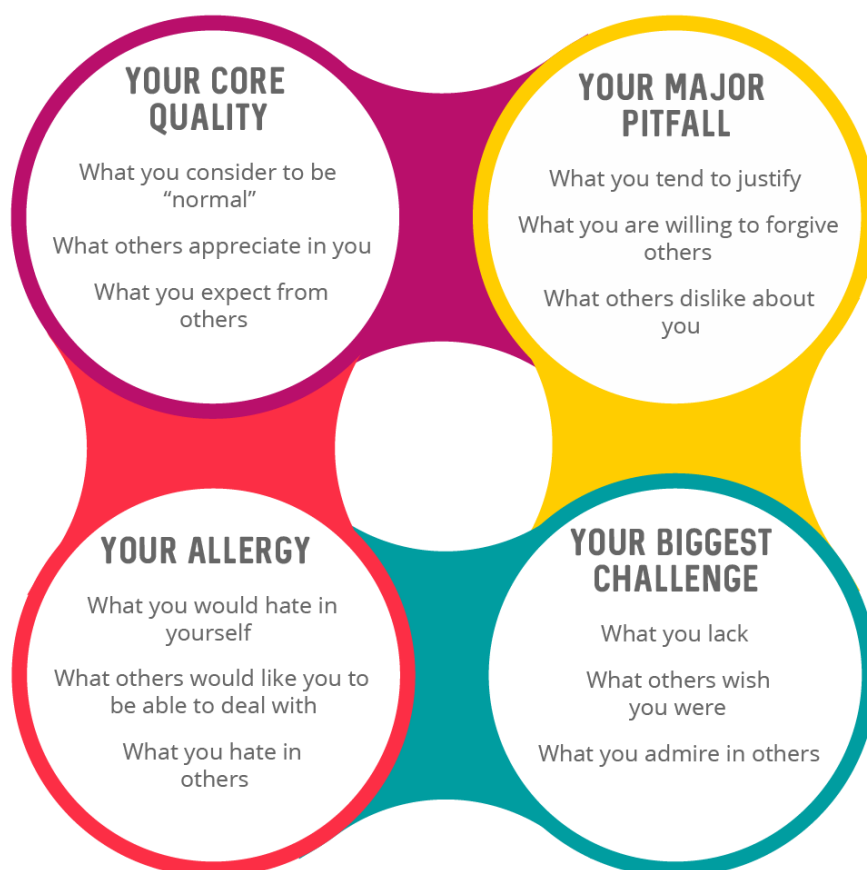 YOUR CORE
QUALITY
What you consider to be
“normal”
What others appreciate in you
What you expect from
others
YOUR MAJOR
PITFALL
What you tend to justify
What you are willing to forgive
others
What others dislike about
you
YOUR ALLERGY
What you would hate in
yourself
What others would like you to
be able to deal with
What you hate in
others
YOUR BIGGEST
CHALLENGE
What you lack
What others wish
you were
What you admire in others